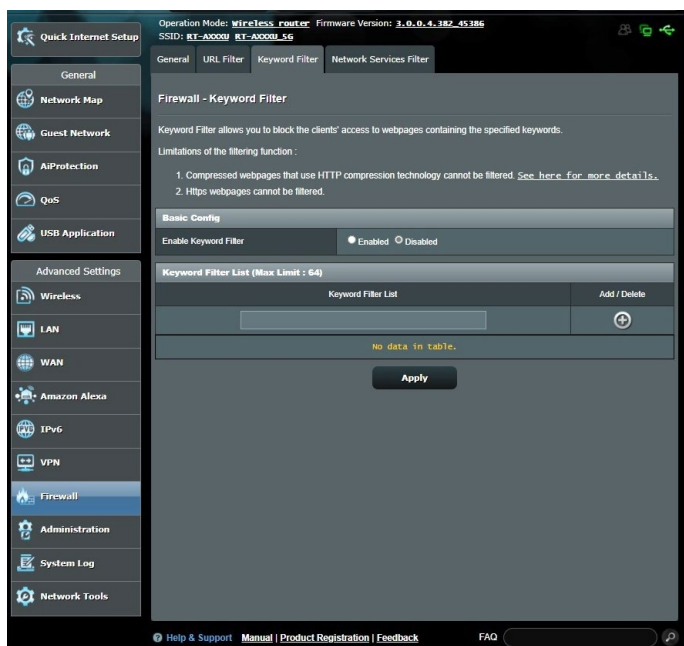 Quick Internet Setup
General
Network Map
Guest Network
AiProtection
QoS
USB Application
Advanced Settings
Wireless
LAN
WAN
Amazon Alexa
IPv6
VPN
Firewall
Administration
System Log
Network Tools
Operation Mode: Wireless router Firmware Version: 3.0.0.4.382_45386
SSID: RT-AXXXU RT-AXXXU_5G
General URL Filter Keyword Filter Network Services Filter
Firewall - Keyword Filter
Keyword Filter allows you to block the clients' access to webpages containing the specified keywords.
Limitations of the filtering function :
1. Compressed webpages that use HTTP compression technology cannot be filtered. See here for more details.
2. Https webpages cannot be filtered.
Basic Config
Enable Keyword Filter Enabled Disabled
Keyword Filter List (Max Limit : 64)
Keyword Filter List Add / Delete
No data in table.
Apply
Help & Support Manual | Product Registration | Feedback FAQ